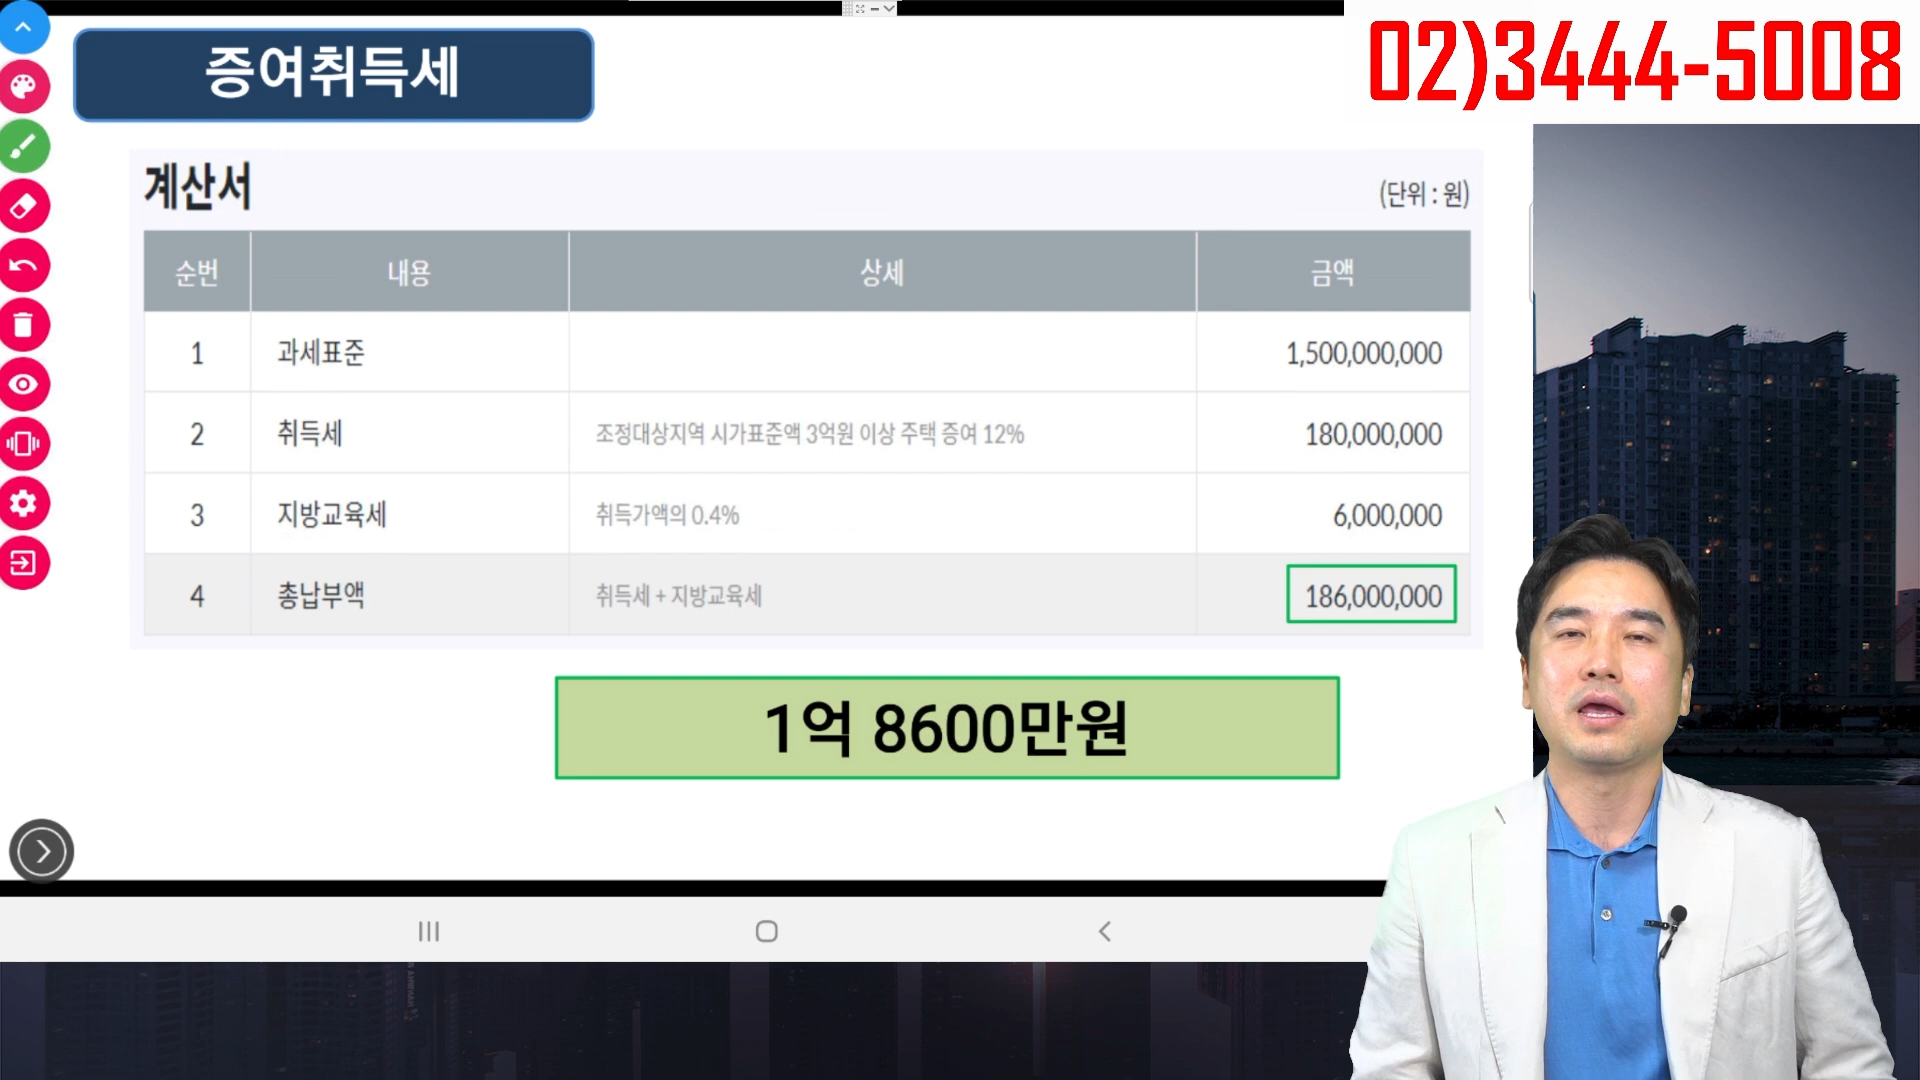 증여취득세
02)3444-5008
계산서
(단위 : 원)
순번 내용 상세 금액
1 과세표준 1,500,000,000
2 취득세 조정대상지역 시가표준액 3억원 이상 주택 증여 12% 180,000,000
3 지방교육세 취득가액의 0.4% 6,000,000
4 총납부액 취득세 + 지방교육세 186,000,000
1억 8600만원